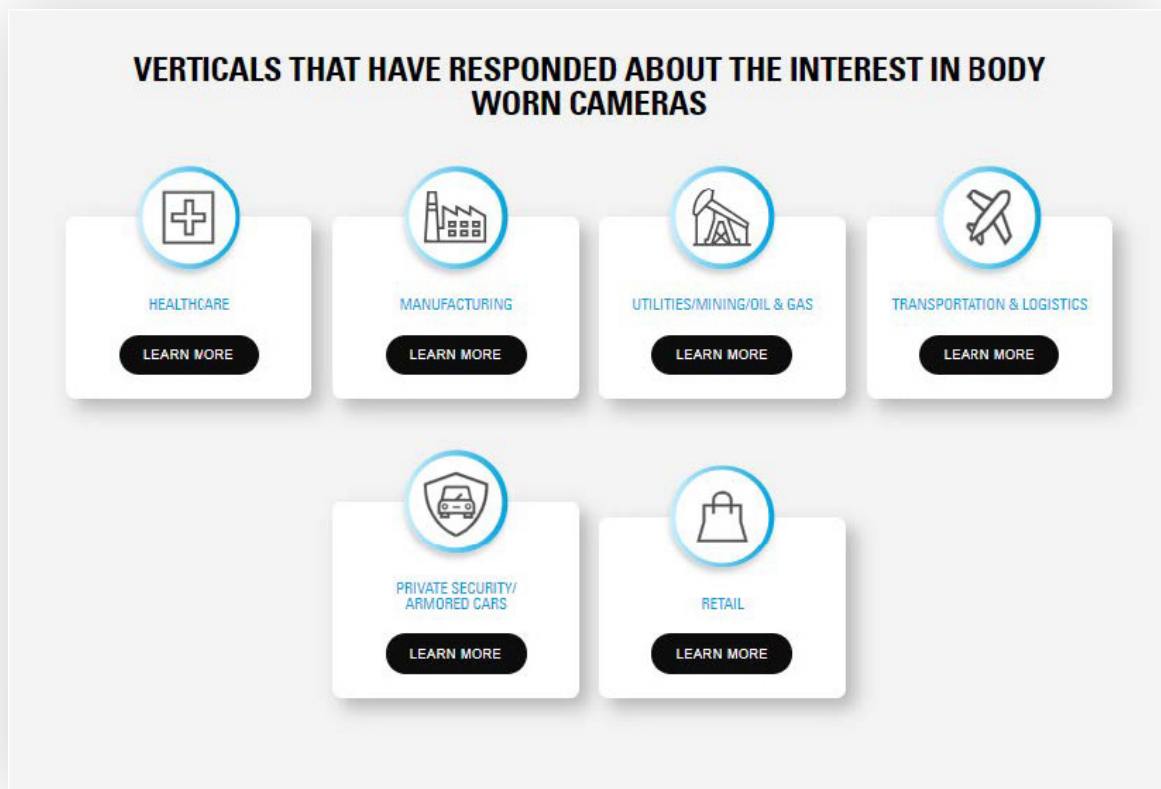 VERTICALS THAT HAVE RESPONDED ABOUT THE INTEREST IN BODY
WORN CAMERAS
HEALTHCARE
LEARN MORE
MANUFACTURING
LEARN MORE
UTILITIES/MINING/OIL & GAS
LEARN MORE
TRANSPORTATION & LOGISTICS
LEARN MORE
PRIVATE SECURITY/
ARMORED CARS
LEARN MORE
RETAIL
LEARN MORE